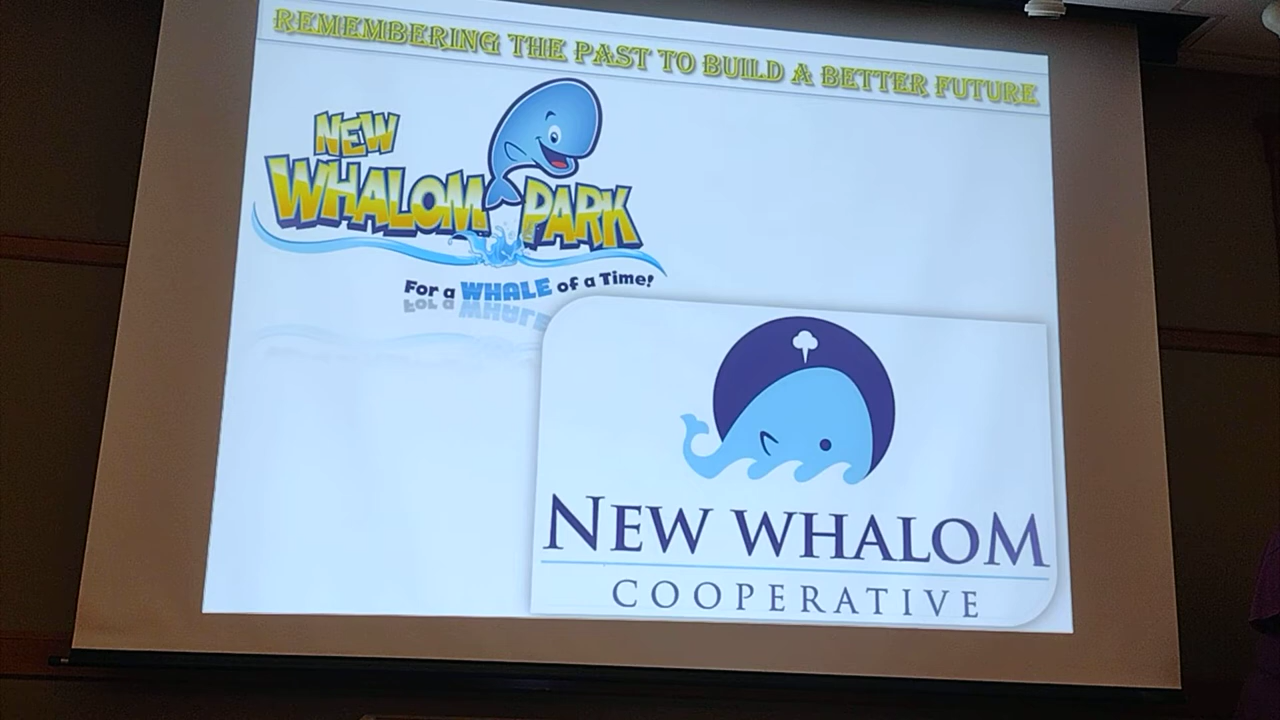 REMEMBERING THE PAST TO BUILD A BETTER FUTURE
NEW
WHALOM PARK
For a WHALE of a Time!
NEW WHALOM
COOPERATIVE